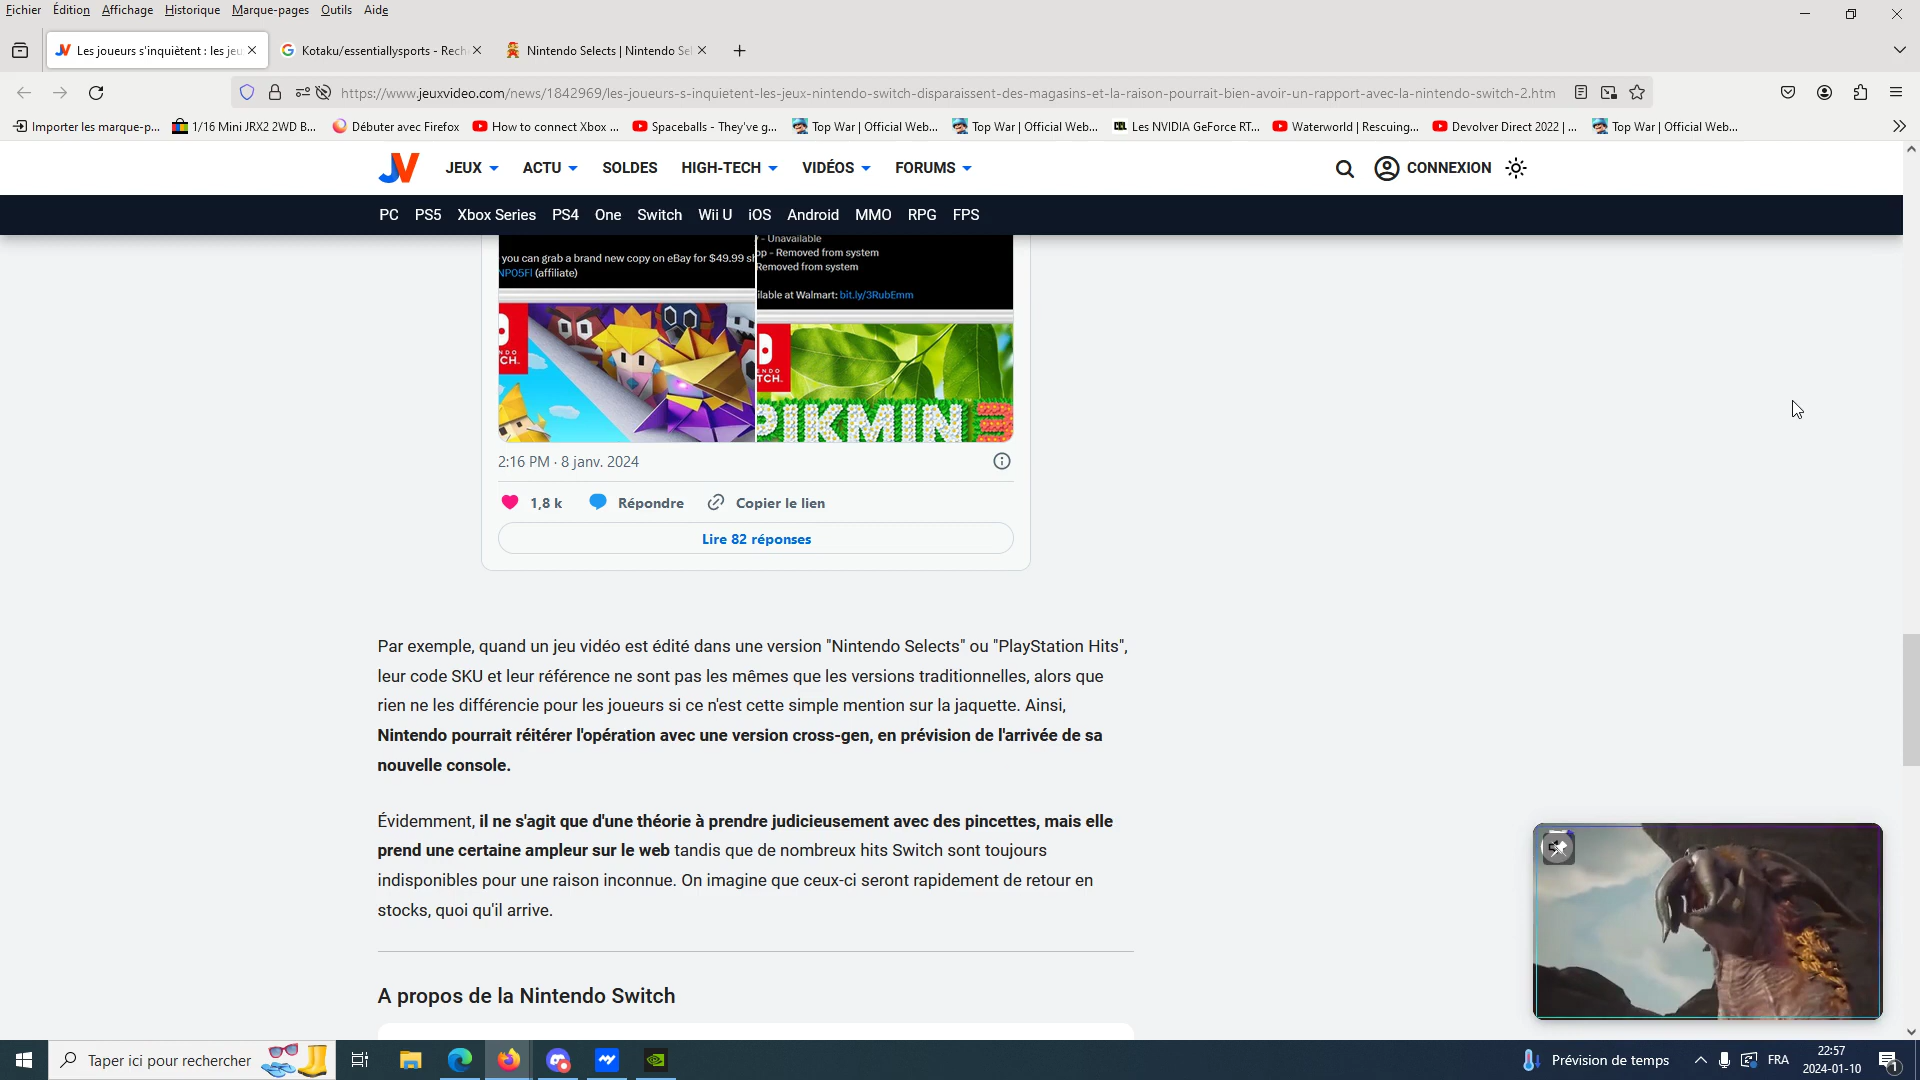 Fichier Édition Affichage Historique Marque-pages Outils Aide
Les joueurs s'inquiètent : les jeu
Kotaku/essentiallysports - Rech
Nintendo Selects | Nintendo Sel
https://www.jeuxvideo.com/news/1842969/les-joueurs-s-inquietent-les-jeux-nintendo-switch-disparaissent-des-magasins-et-la-raison-pourrait-bien-avoir-un-rapport-avec-la-nintendo-switch-2.htm
Importer les marque-p... 1/16 Mini JRX2 2WD B... Débuter avec Firefox How to connect Xbox ... Spaceballs - They've g... Top War | Official Web... Top War | Official Web... Les NVIDIA GeForce RT... Waterworld | Rescuing... Devolver Direct 2022 | ... Top War | Official Web...
JV JEUX ACTU SOLDES HIGH-TECH VIDÉOS FORUMS CONNEXION
PC PS5 Xbox Series PS4 One Switch Wii U iOS Android MMO RPG FPS
- Unavailable
op - Removed from system
Removed from system
you can grab a brand new copy on eBay for $49.99 sh
NP05Fl (affiliate)
ilable at Walmart: bit.ly/3RubEmm
NDO
CH.
ENDO
TCH.
PIKMIN 3
2:16 PM · 8 janv. 2024
1,8 k Répondre Copier le lien
Lire 82 réponses
Par exemple, quand un jeu vidéo est édité dans une version "Nintendo Selects" ou "PlayStation Hits",
leur code SKU et leur référence ne sont pas les mêmes que les versions traditionnelles, alors que
rien ne les différencie pour les joueurs si ce n'est cette simple mention sur la jaquette. Ainsi,
Nintendo pourrait réitérer l'opération avec une version cross-gen, en prévision de l'arrivée de sa
nouvelle console.
Évidemment, il ne s'agit que d'une théorie à prendre judicieusement avec des pincettes, mais elle
prend une certaine ampleur sur le web tandis que de nombreux hits Switch sont toujours
indisponibles pour une raison inconnue. On imagine que ceux-ci seront rapidement de retour en
stocks, quoi qu'il arrive.
A propos de la Nintendo Switch
Taper ici pour rechercher
Prévision de temps
FRA
22:57
2024-01-10
1